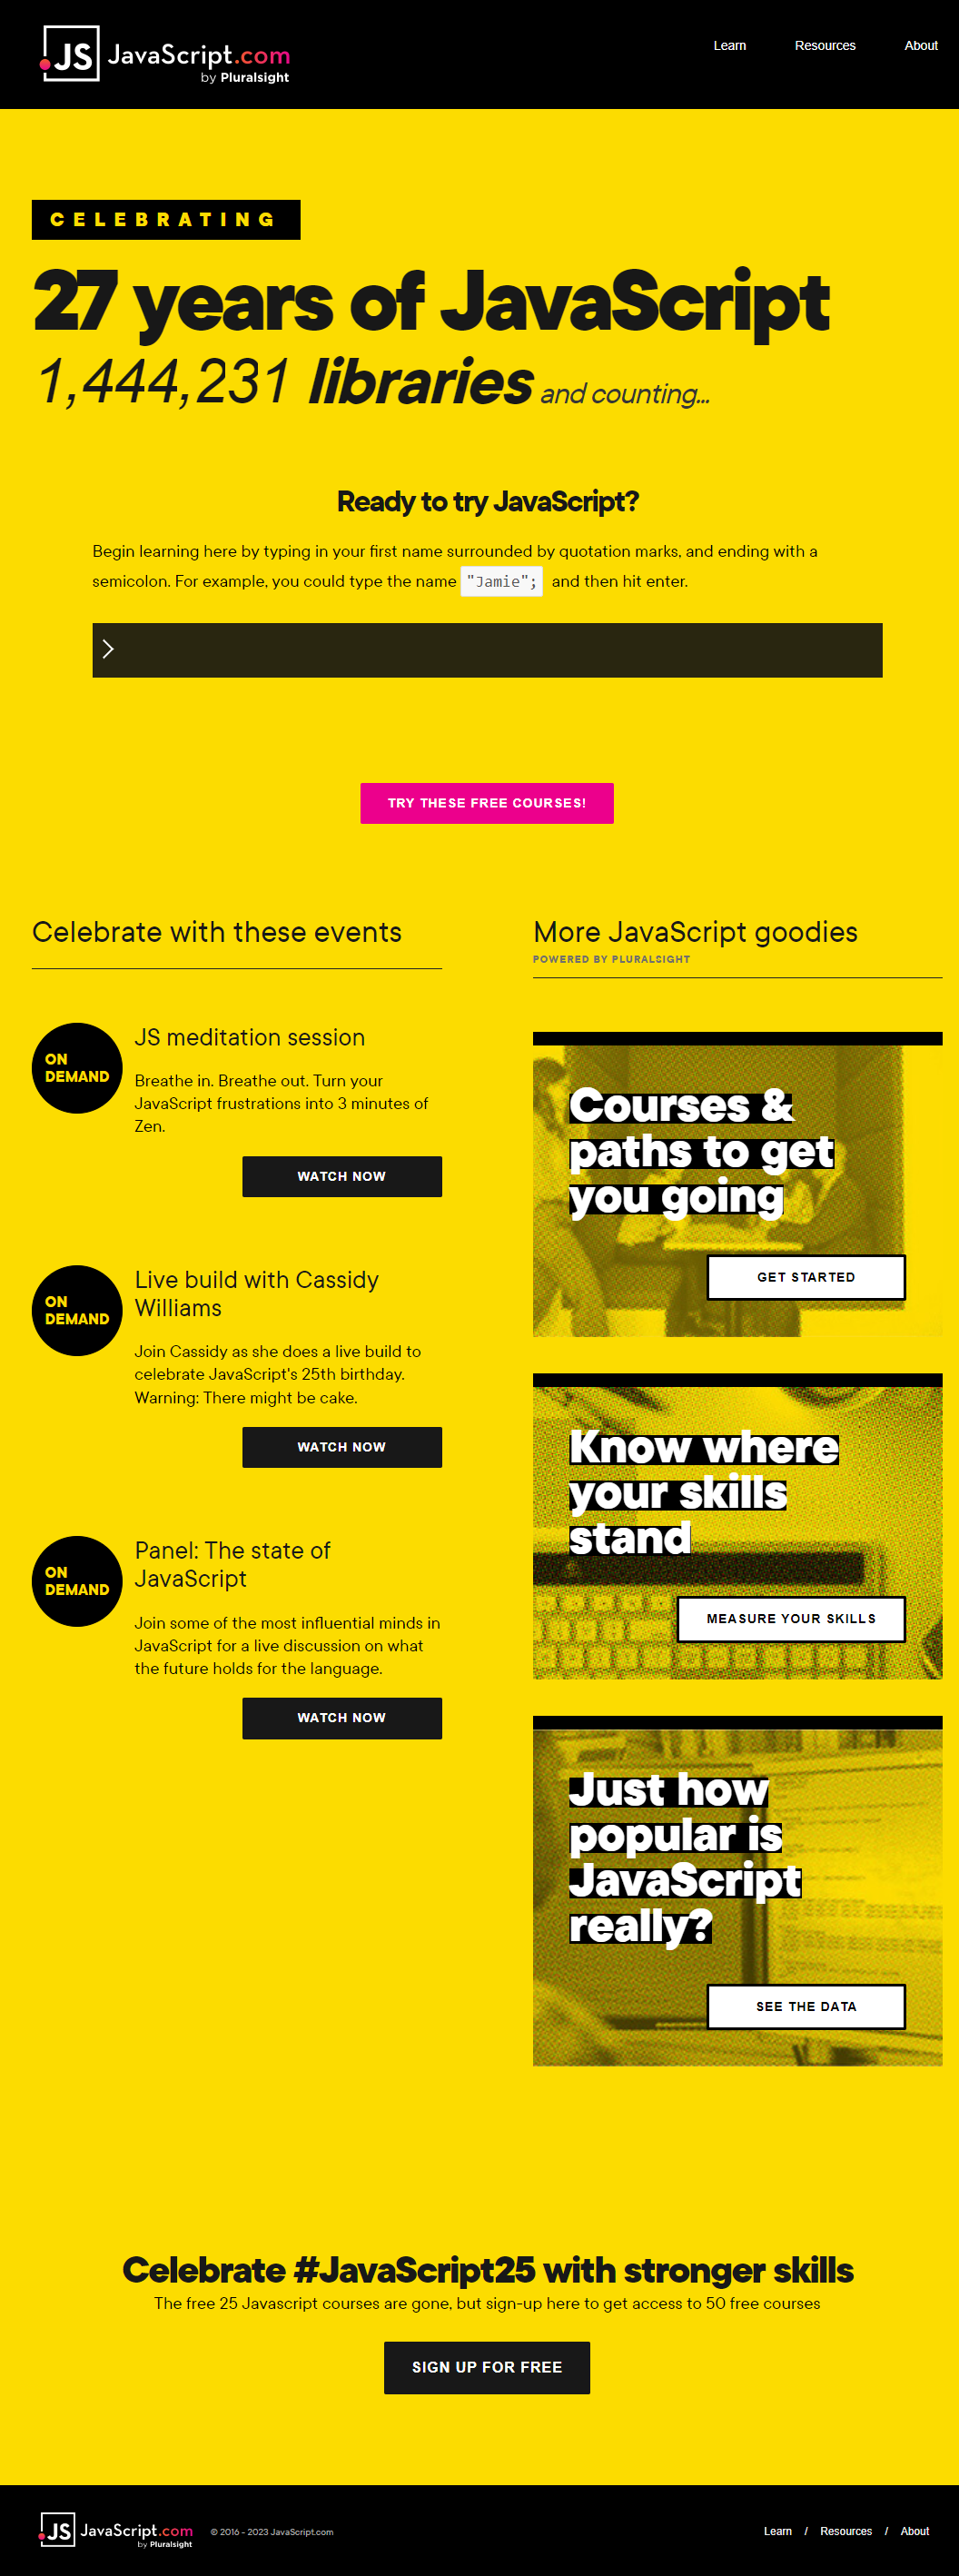 JS JavaScript.com
by Pluralsight
Learn Resources About
CELEBRATING
27 years of JavaScript
1,444,231 libraries and counting...
Ready to try JavaScript?
Begin learning here by typing in your first name surrounded by quotation marks, and ending with a
semicolon. For example, you could type the name "Jamie"; and then hit enter.
TRY THESE FREE COURSES!
Celebrate with these events
ON
DEMAND
JS meditation session
Breathe in. Breathe out. Turn your
JavaScript frustrations into 3 minutes of
Zen.
WATCH NOW
ON
DEMAND
Live build with Cassidy
Williams
Join Cassidy as she does a live build to
celebrate JavaScript's 25th birthday.
Warning: There might be cake.
WATCH NOW
ON
DEMAND
Panel: The state of
JavaScript
Join some of the most influential minds in
JavaScript for a live discussion on what
the future holds for the language.
WATCH NOW
More JavaScript goodies
POWERED BY PLURALSIGHT
Courses &
paths to get
you going
GET STARTED
Know where
your skills
stand
MEASURE YOUR SKILLS
Just how
popular is
JavaScript
really?
SEE THE DATA
Celebrate #JavaScript25 with stronger skills
The free 25 Javascript courses are gone, but sign-up here to get access to 50 free courses
SIGN UP FOR FREE
JS JavaScript.com
by Pluralsight
© 2016 - 2023 JavaScript.com
Learn / Resources / About